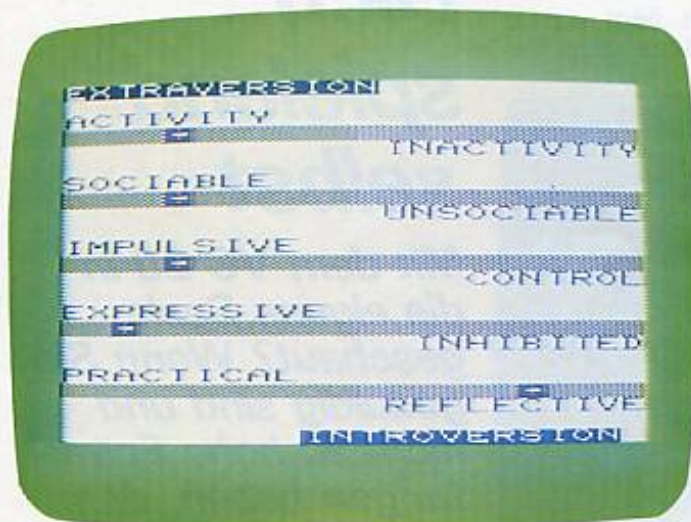 EXTRAVERSION
ACTIVITY
INACTIVITY
SOCIABLE
UNSOCIABLE
IMPULSIVE
CONTROL
EXPRESSIVE
INHIBITED
PRACTICAL
REFLECTIVE
INTROVERSION